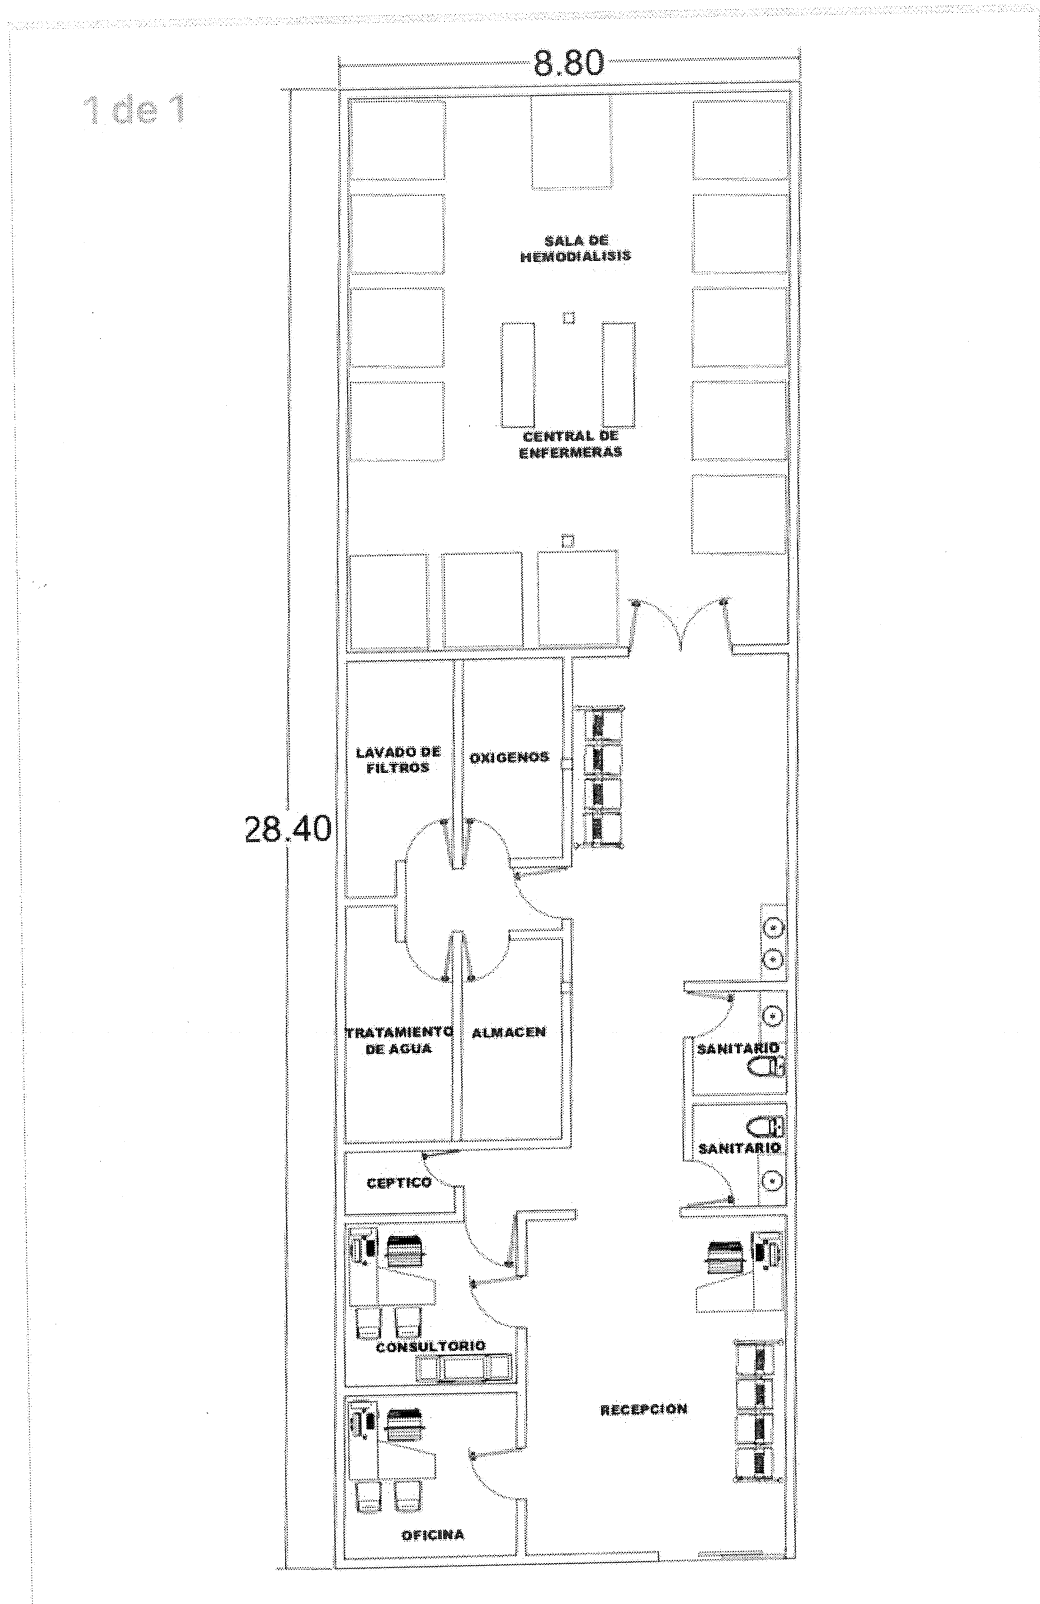 8.80
1 de 1
SALA DE
HEMODIALISIS
CENTRAL DE
ENFERMERAS
LAVADO DE
FILTROS
OXIGENOS
28.40
TRATAMIENTO
DE AGUA
ALMACEN
SANITARIO
SANITARIO
CEPTICO
CONSULTORIO
RECEPCION
OFICINA